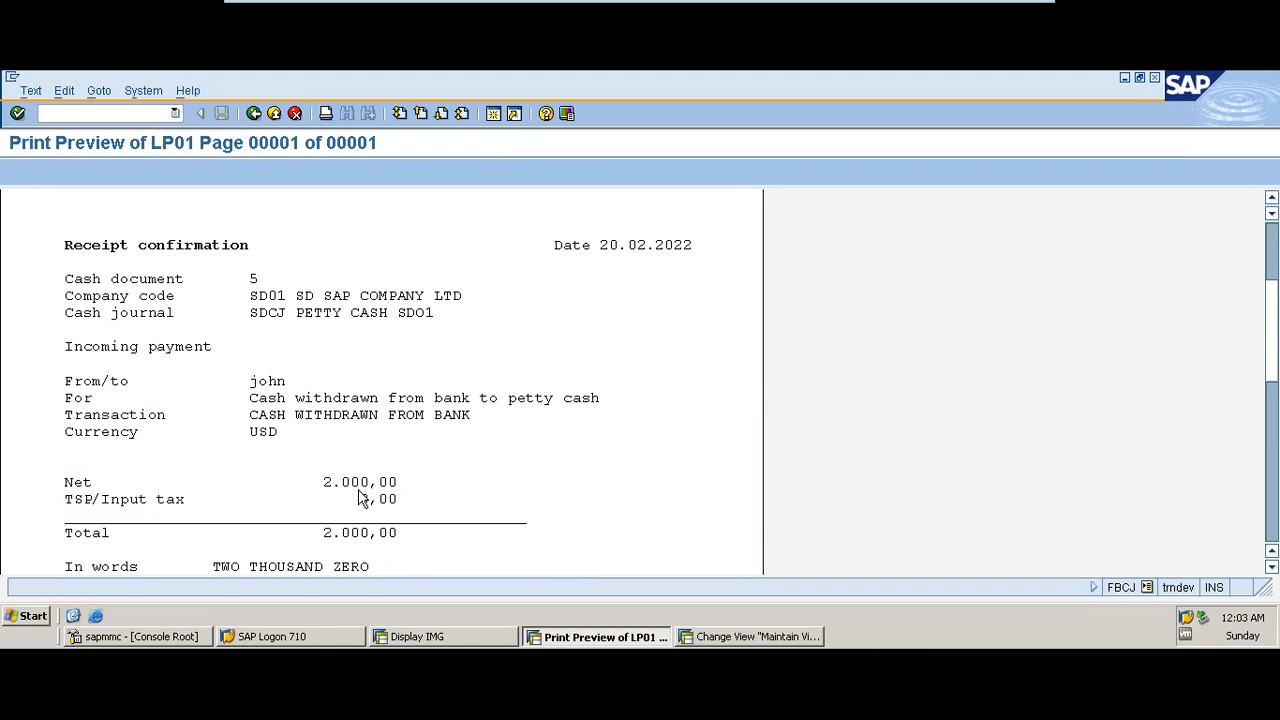 Text Edit Goto System Help
SAP
Print Preview of LP01 Page 00001 of 00001
Receipt confirmation Date 20.02.2022
Cash document 5
Company code SD01 SD SAP COMPANY LTD
Cash journal SDCJ PETTY CASH SDO1
Incoming payment
From/to john
For Cash withdrawn from bank to petty cash
Transaction CASH WITHDRAWN FROM BANK
Currency USD
Net 2.000,00
TSP/Input tax ,00
Total 2.000,00
In words TWO THOUSAND ZERO
FBCJ trndev INS
Start 12:03 AM
sapmmc - [Console Root] SAP Logon 710 Display IMG Print Preview of LP01 ... Change View "Maintain Vi... Sunday